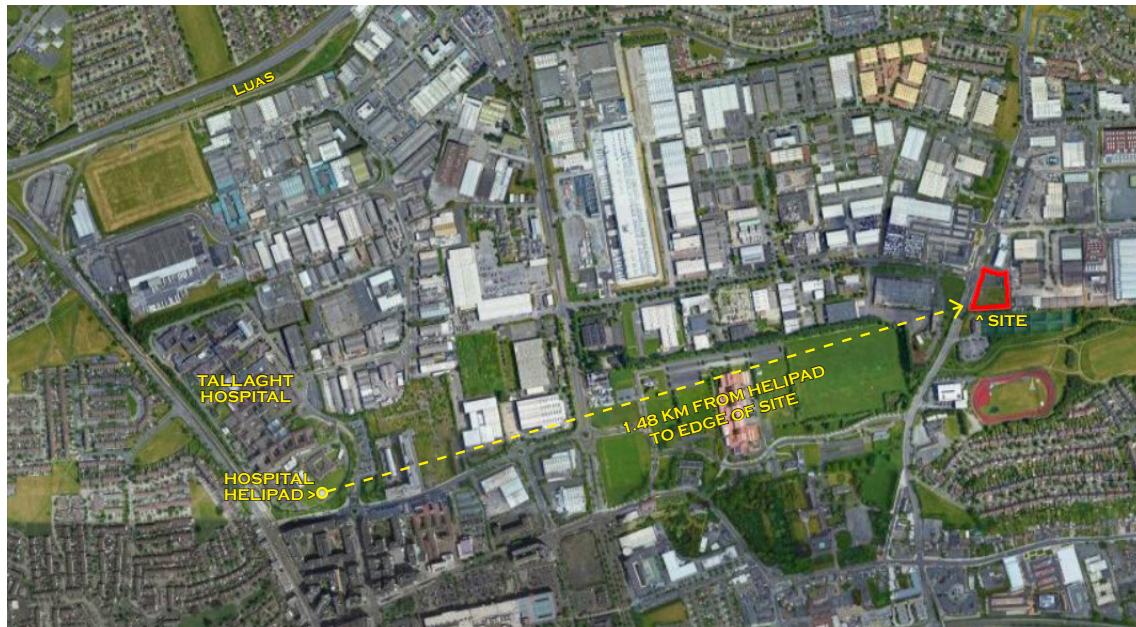 LUAS
^ SITE
TALLAGHT
HOSPITAL
1.48 KM FROM HELIPAD
TO EDGE OF SITE
HOSPITAL
HELIPAD >